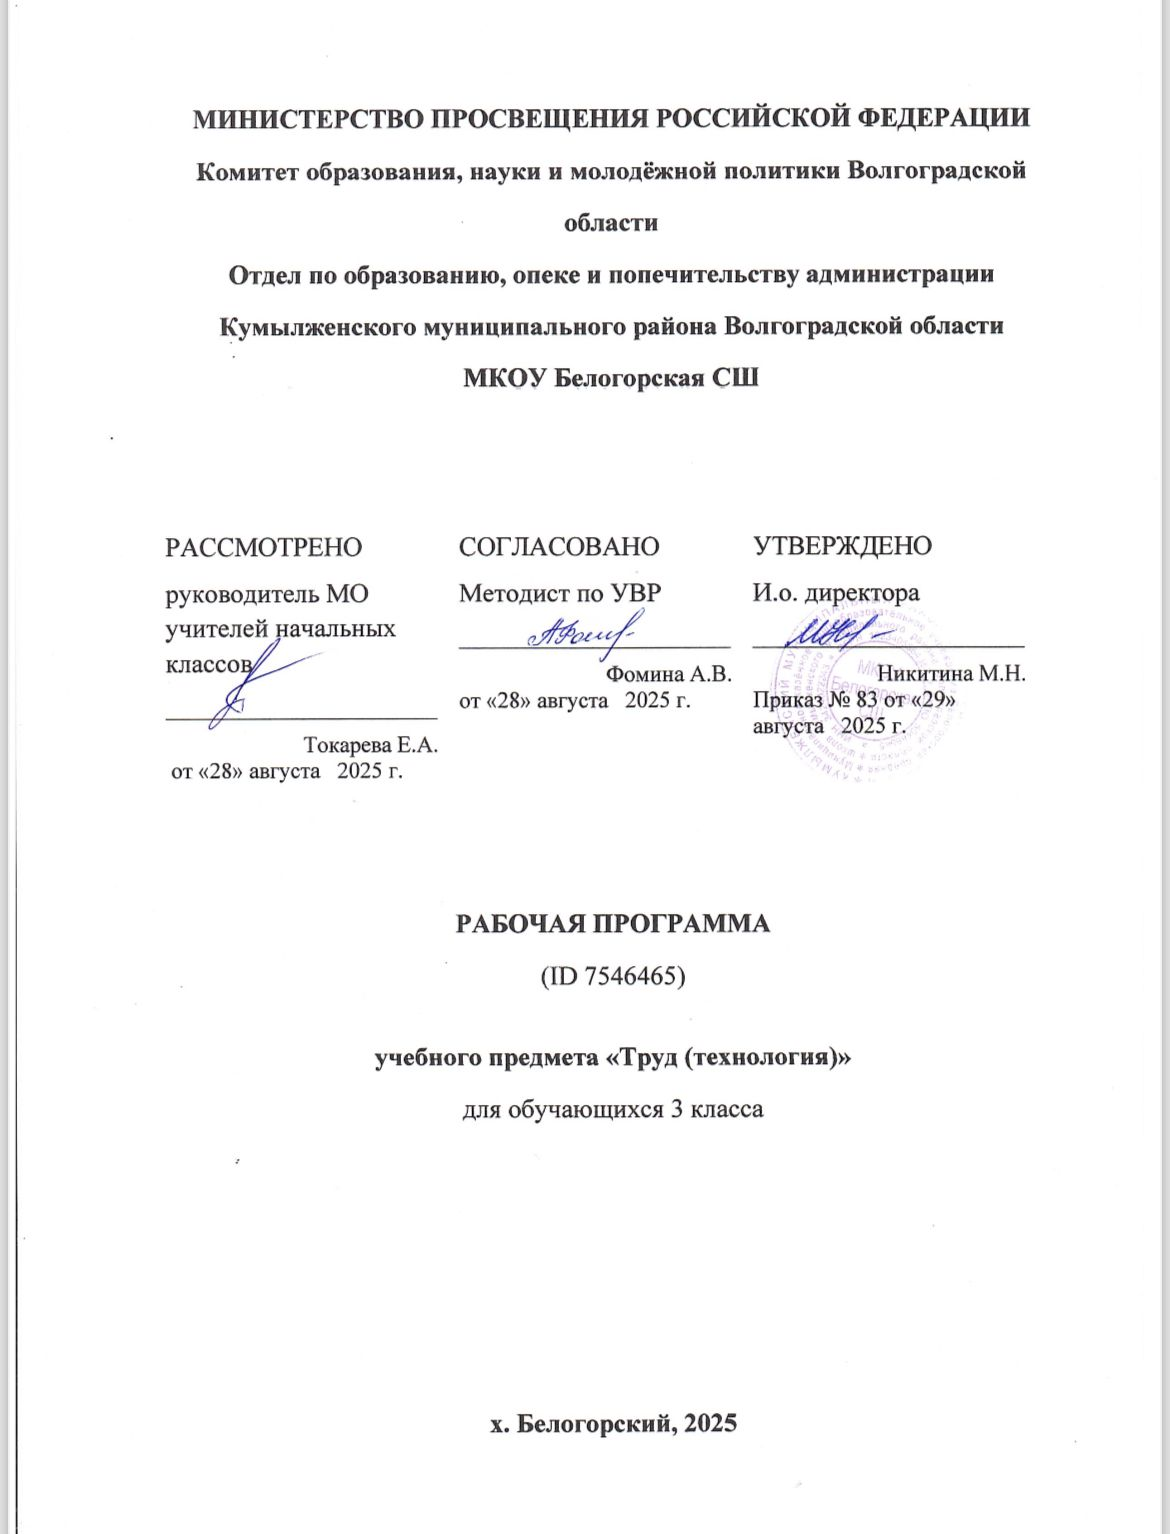 МИНИСТЕРСТВО ПРОСВЕЩЕНИЯ РОССИЙСКОЙ ФЕДЕРАЦИИ
Комитет образования, науки и молодёжной политики Волгоградской
области
Отдел по образованию, опеке и попечительству администрации
Кумылженского муниципального района Волгоградской области
МКОУ Белогорская СШ
РАССМОТРЕНО
руководитель МО
учителей начальных
классов
Токарева Е.А.
от «28» августа 2025 г.
СОГЛАСОВАНО
Методист по УВР
Фомина А.В.
от «28» августа 2025 г.
УТВЕРЖДЕНО
И.о. директора
Никитина М.Н.
Приказ № 83 от «29»
августа 2025 г.
РАБОЧАЯ ПРОГРАММА
(ID 7546465)
учебного предмета «Труд (технология)»
для обучающихся 3 класса
х. Белогорский, 2025